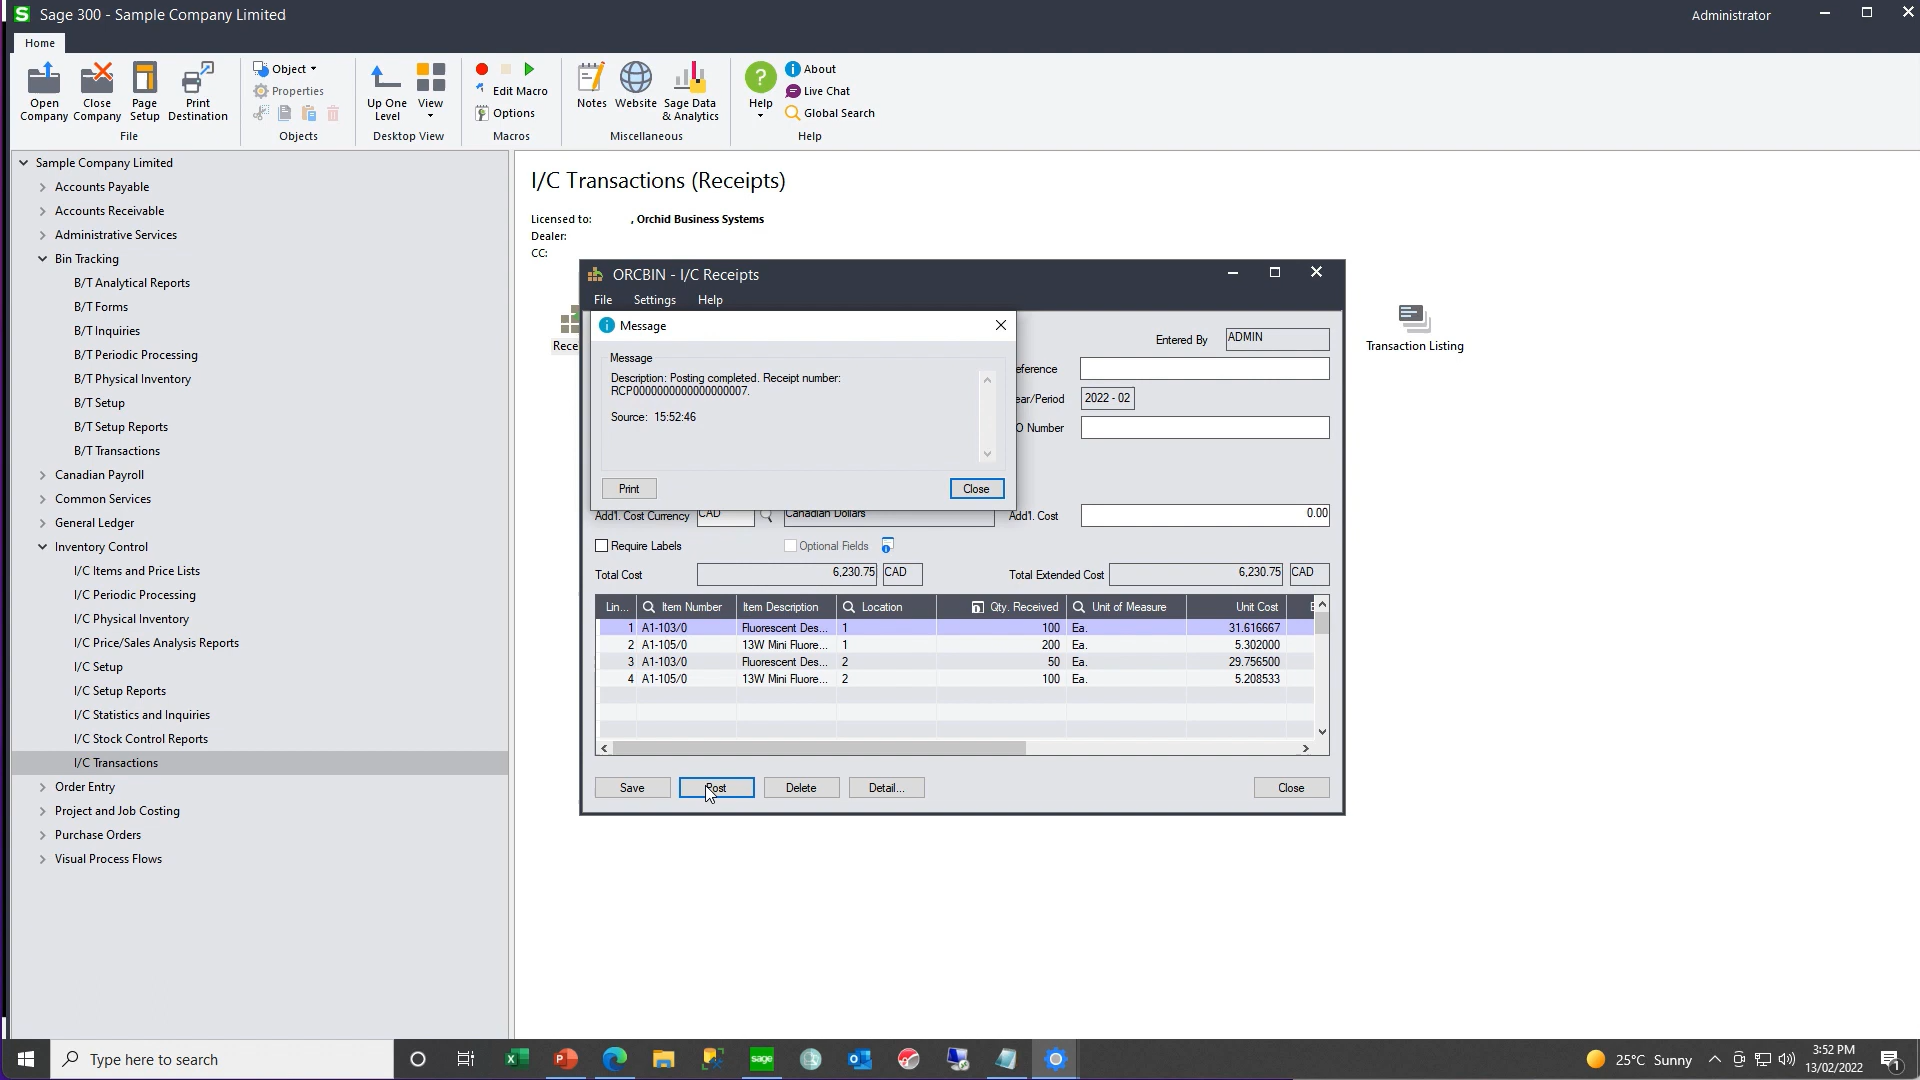 Sage 300 - Sample Company Limited
Administrator
Home
Open Company
Close Company
Page Setup
Print Destination
File
Object
Properties
Objects
Up One Level
View
Desktop View
Edit Macro
Options
Macros
Notes
Website
Sage Data & Analytics
Miscellaneous
Help
About
Live Chat
Global Search
Help
Sample Company Limited
Accounts Payable
Accounts Receivable
Administrative Services
Bin Tracking
B/T Analytical Reports
B/T Forms
B/T Inquiries
B/T Periodic Processing
B/T Physical Inventory
B/T Setup
B/T Setup Reports
B/T Transactions
Canadian Payroll
Common Services
General Ledger
Inventory Control
I/C Items and Price Lists
I/C Periodic Processing
I/C Physical Inventory
I/C Price/Sales Analysis Reports
I/C Setup
I/C Setup Reports
I/C Statistics and Inquiries
I/C Stock Control Reports
I/C Transactions
Order Entry
Project and Job Costing
Purchase Orders
Visual Process Flows
I/C Transactions (Receipts)
Licensed to: , Orchid Business Systems
Dealer:
CC:
Rece
Transaction Listing
ORCBIN - I/C Receipts
File Settings Help
Message
Message
Description: Posting completed. Receipt number:
RCP0000000000000000007.
Source: 15:52:46
Print
Close
Entered By ADMIN
eference
ear/Period 2022 - 02
O Number
Add'l. Cost Currency CAD Canadian Dollars Add'l. Cost 0.00
Require Labels Optional Fields
Total Cost 6,230.75 CAD Total Extended Cost 6,230.75 CAD
Lin... Item Number Item Description Location Qty. Received Unit of Measure Unit Cost E
1 A1-103/0 Fluorescent Des... 1 100 Ea. 31.616667
2 A1-105/0 13W Mini Fluore... 1 200 Ea. 5.302000
3 A1-103/0 Fluorescent Des... 2 50 Ea. 29.756500
4 A1-105/0 13W Mini Fluore... 2 100 Ea. 5.208533
Save Post Delete Detail... Close
Type here to search
sage
25°C Sunny
3:52 PM
13/02/2022
1